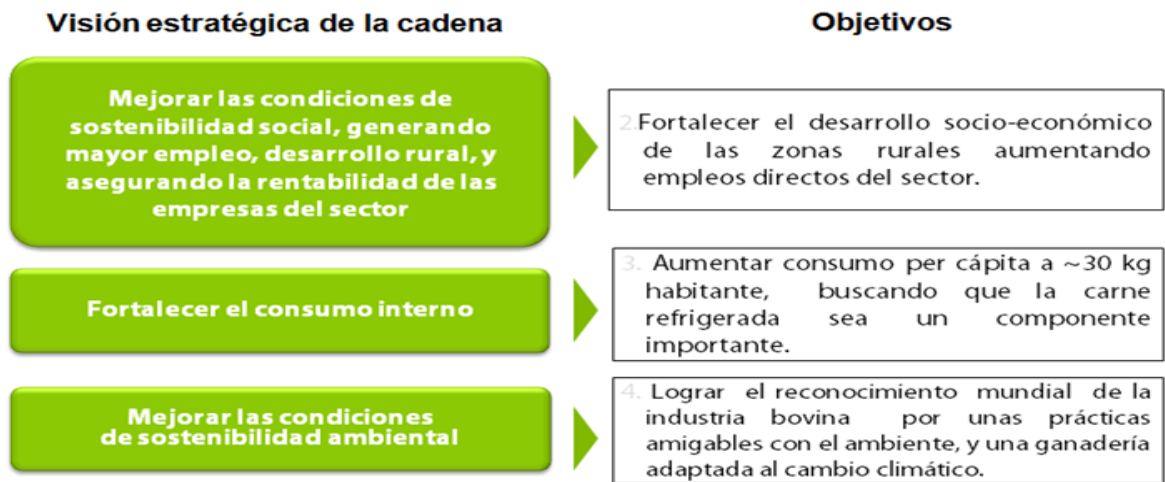 Visión estratégica de la cadena
Objetivos
Mejorar las condiciones de
sostenibilidad social, generando
mayor empleo, desarrollo rural, y
asegurando la rentabilidad de las
empresas del sector
2.Fortalecer el desarrollo socio-económico
de las zonas rurales aumentando
empleos directos del sector.
Fortalecer el consumo interno
3. Aumentar consumo per cápita a ~30 kg
habitante, buscando que la carne
refrigerada sea un componente
importante.
Mejorar las condiciones
de sostenibilidad ambiental
4. Lograr el reconocimiento mundial de la
industria bovina por unas prácticas
amigables con el ambiente, y una ganadería
adaptada al cambio climático.